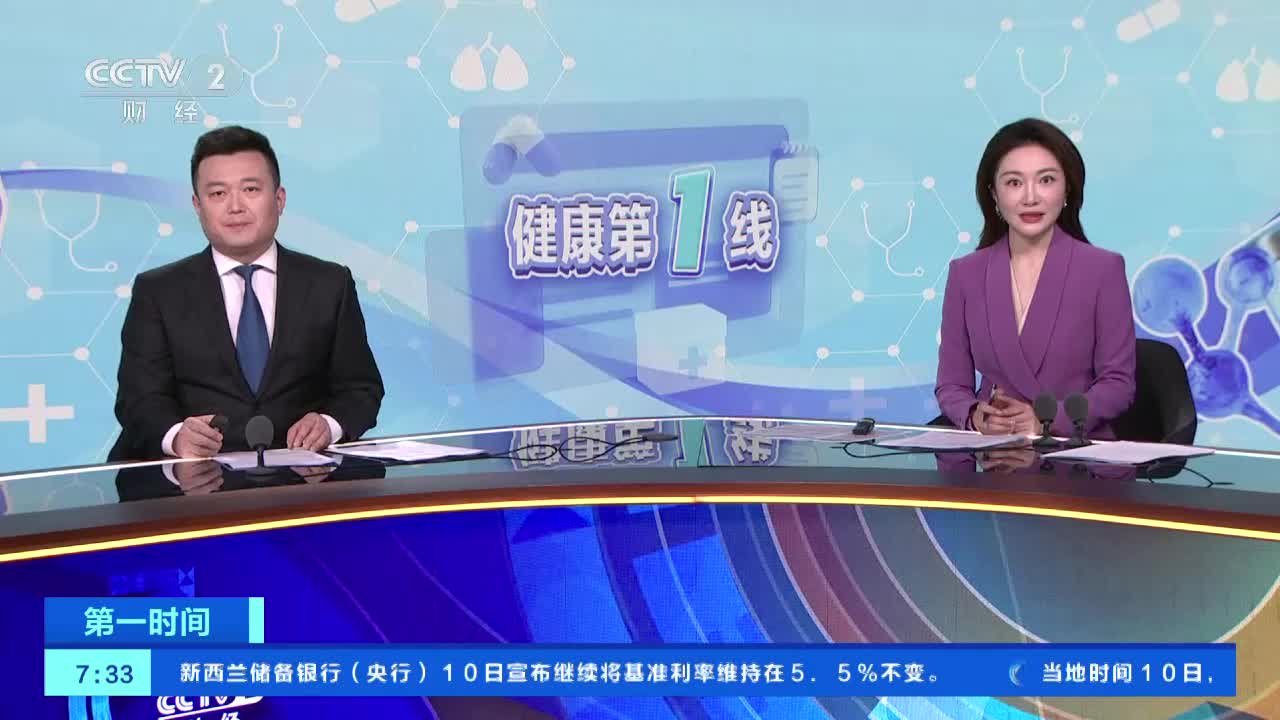 CCTV 2
财 经
健康第1线
第一时间
7:33
新西兰储备银行（央行）10日宣布继续将基准利率维持在5．5%不变。
当地时间10日，